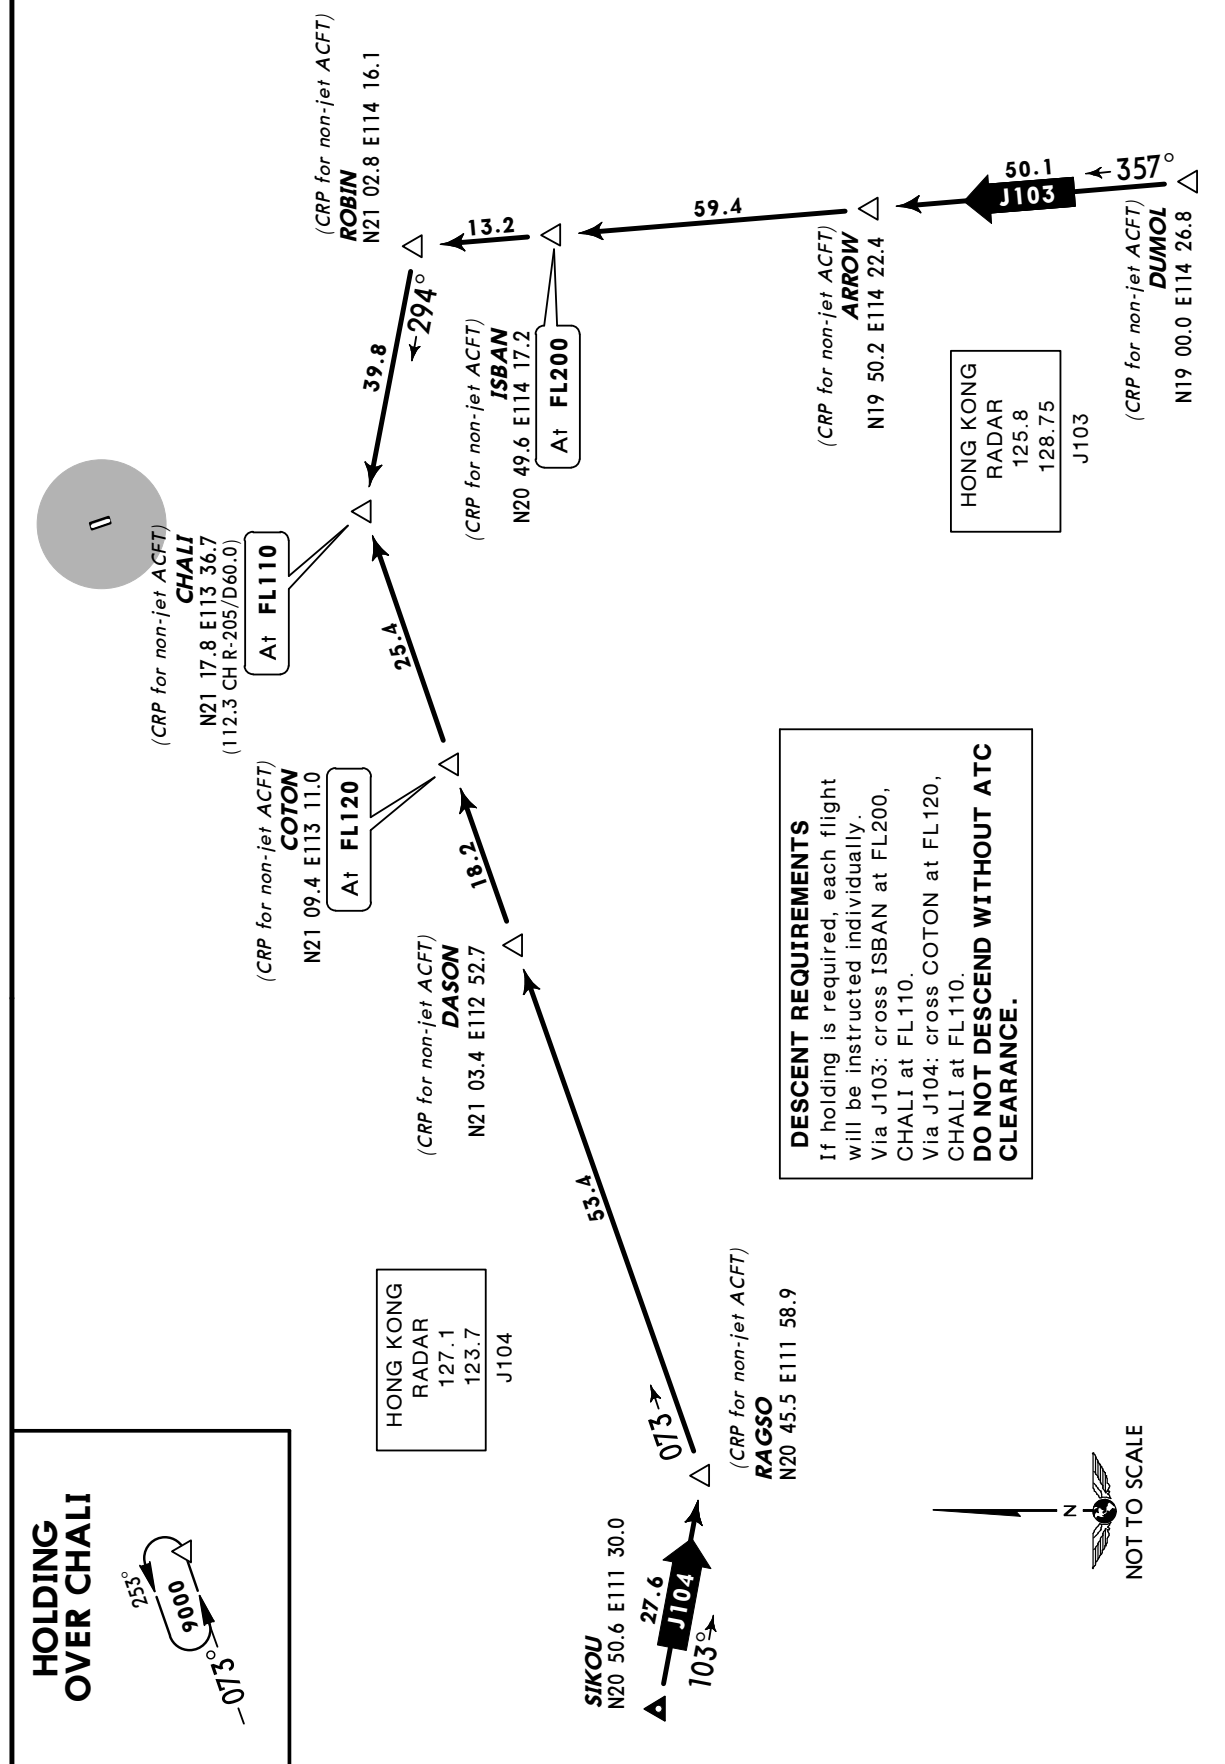 HOLDING
OVER CHALI
253°
9000
073°
SIKOU
N20 50.6 E111 30.0
27.6
J104
103°
(CRP for non-jet ACFT)
RAGSO
N20 45.5 E111 58.9
073
53.4
HONG KONG
RADAR
127.1
123.7
J104
(CRP for non-jet ACFT)
DASON
N21 03.4 E112 52.7
18.2
(CRP for non-jet ACFT)
COTON
N21 09.4 E113 11.0
At FL120
25.4
(CRP for non-jet ACFT)
CHALI
N21 17.8 E113 36.7
(112.3 CH R-205/D60.0)
At FL110
39.8
294°
(CRP for non-jet ACFT)
ROBIN
N21 02.8 E114 16.1
13.2
(CRP for non-jet ACFT)
ISBAN
N20 49.6 E114 17.2
At FL200
59.4
(CRP for non-jet ACFT)
ARROW
N19 50.2 E114 22.4
50.1
J103
357°
(CRP for non-jet ACFT)
DUMOL
N19 00.0 E114 26.8
HONG KONG
RADAR
125.8
128.75
J103
DESCENT REQUIREMENTS
If holding is required, each flight
will be instructed individually.
Via J103: cross ISBAN at FL200,
CHALI at FL110.
Via J104: cross COTON at FL120,
CHALI at FL110.
DO NOT DESCEND WITHOUT ATC
CLEARANCE.
N
NOT TO SCALE